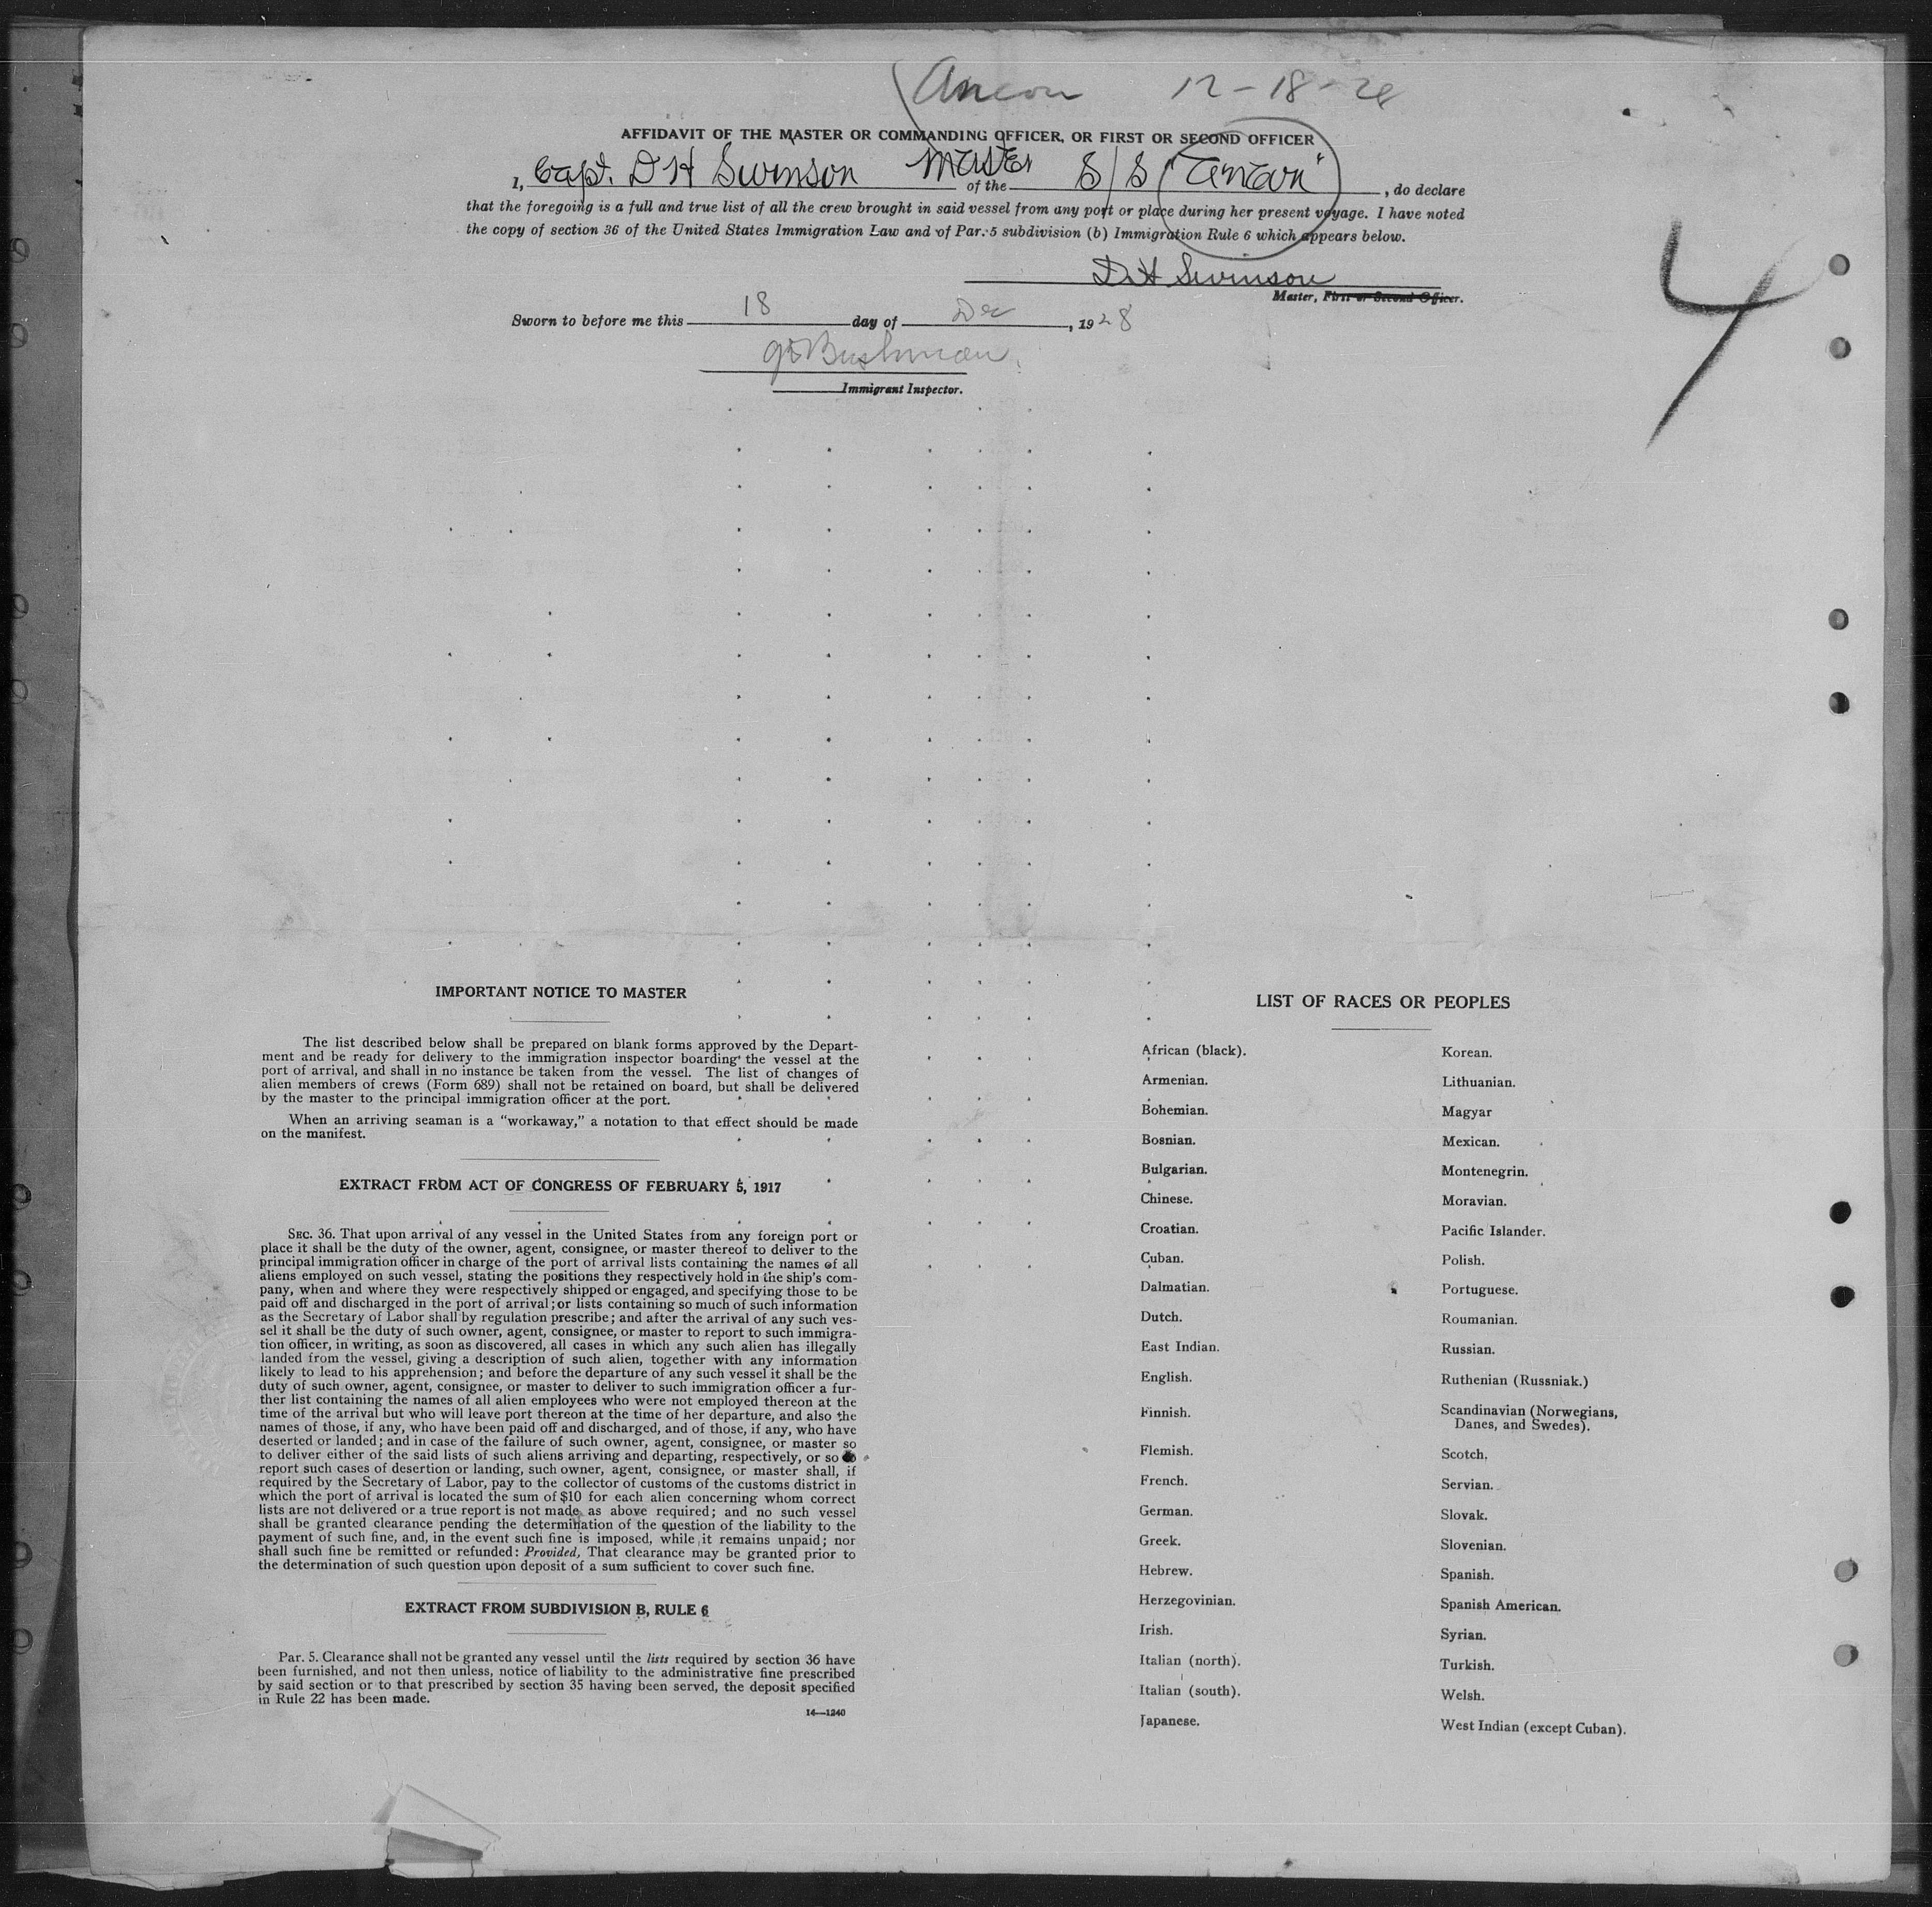 Ancon 12-18-28
AFFIDAVIT OF THE MASTER OR COMMANDING OFFICER, OR FIRST OR SECOND OFFICER
I, Capt. D H Swinson Master of the S/S "Ancon", do declare
that the foregoing is a full and true list of all the crew brought in said vessel from any port or place during her present voyage. I have noted
the copy of section 36 of the United States Immigration Law and of Par. 5 subdivision (b) Immigration Rule 6 which appears below.
D H Swinson
Master, First or Second Officer.
Sworn to before me this 18 day of Dec, 1928
Bushman
Immigrant Inspector.
4
IMPORTANT NOTICE TO MASTER
The list described below shall be prepared on blank forms approved by the Depart-
ment and be ready for delivery to the immigration inspector boarding the vessel at the
port of arrival, and shall in no instance be taken from the vessel. The list of changes of
alien members of crews (Form 689) shall not be retained on board, but shall be delivered
by the master to the principal immigration officer at the port.
When an arriving seaman is a "workaway," a notation to that effect should be made
on the manifest.
EXTRACT FROM ACT OF CONGRESS OF FEBRUARY 5, 1917
SEC. 36. That upon arrival of any vessel in the United States from any foreign port or
place it shall be the duty of the owner, agent, consignee, or master thereof to deliver to the
principal immigration officer in charge of the port of arrival lists containing the names of all
aliens employed on such vessel, stating the positions they respectively hold in the ship's com-
pany, when and where they were respectively shipped or engaged, and specifying those to be
paid off and discharged in the port of arrival; or lists containing so much of such information
as the Secretary of Labor shall by regulation prescribe; and after the arrival of any such ves-
sel it shall be the duty of such owner, agent, consignee, or master to report to such immigra-
tion officer, in writing, as soon as discovered, all cases in which any such alien has illegally
landed from the vessel, giving a description of such alien, together with any information
likely to lead to his apprehension; and before the departure of any such vessel it shall be the
duty of such owner, agent, consignee, or master to deliver to such immigration officer a fur-
ther list containing the names of all alien employees who were not employed thereon at the
time of the arrival but who will leave port thereon at the time of her departure, and also the
names of those, if any, who have been paid off and discharged, and of those, if any, who have
deserted or landed; and in case of the failure of such owner, agent, consignee, or master so
to deliver either of the said lists of such aliens arriving and departing, respectively, or so to
report such cases of desertion or landing, such owner, agent, consignee, or master shall, if
required by the Secretary of Labor, pay to the collector of customs of the customs district in
which the port of arrival is located the sum of $10 for each alien concerning whom correct
lists are not delivered or a true report is not made as above required; and no such vessel
shall be granted clearance pending the determination of the question of the liability to the
payment of such fine, and, in the event such fine is imposed, while it remains unpaid; nor
shall such fine be remitted or refunded: Provided, That clearance may be granted prior to
the determination of such question upon deposit of a sum sufficient to cover such fine.
EXTRACT FROM SUBDIVISION B, RULE 6
Par. 5. Clearance shall not be granted any vessel until the lists required by section 36 have
been furnished, and not then unless, notice of liability to the administrative fine prescribed
by said section or to that prescribed by section 35 having been served, the deposit specified
in Rule 22 has been made.
14—1240
LIST OF RACES OR PEOPLES
African (black).
Armenian.
Bohemian.
Bosnian.
Bulgarian.
Chinese.
Croatian.
Cuban.
Dalmatian.
Dutch.
East Indian.
English.
Finnish.
Flemish.
French.
German.
Greek.
Hebrew.
Herzegovinian.
Irish.
Italian (north).
Italian (south).
Japanese.
Korean.
Lithuanian.
Magyar
Mexican.
Montenegrin.
Moravian.
Pacific Islander.
Polish.
Portuguese.
Roumanian.
Russian.
Ruthenian (Russniak.)
Scandinavian (Norwegians,
Danes, and Swedes).
Scotch.
Servian.
Slovak.
Slovenian.
Spanish.
Spanish American.
Syrian.
Turkish.
Welsh.
West Indian (except Cuban).